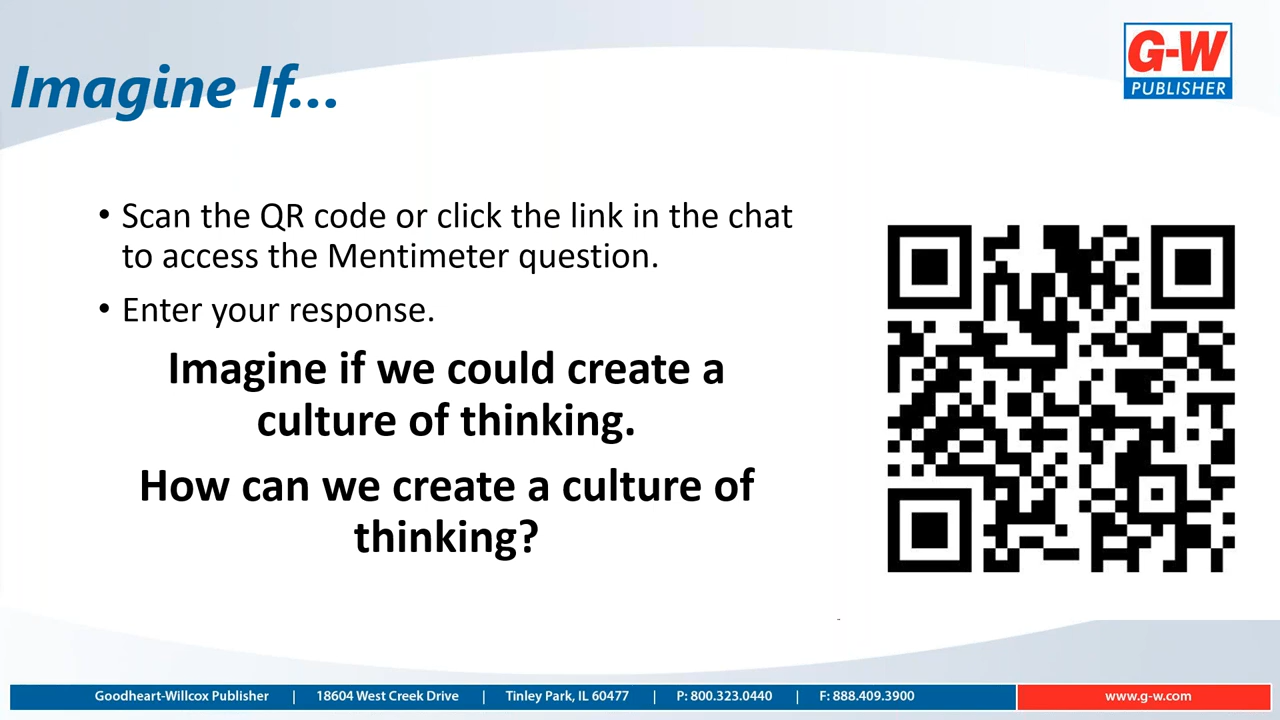 Imagine If...
G-W
PUBLISHER
• Scan the QR code or click the link in the chat
to access the Mentimeter question.
• Enter your response.
Imagine if we could create a
culture of thinking.
How can we create a culture of
thinking?
Goodheart-Willcox Publisher | 18604 West Creek Drive | Tinley Park, IL 60477 | P: 800.323.0440 | F: 888.409.3900 www.g-w.com